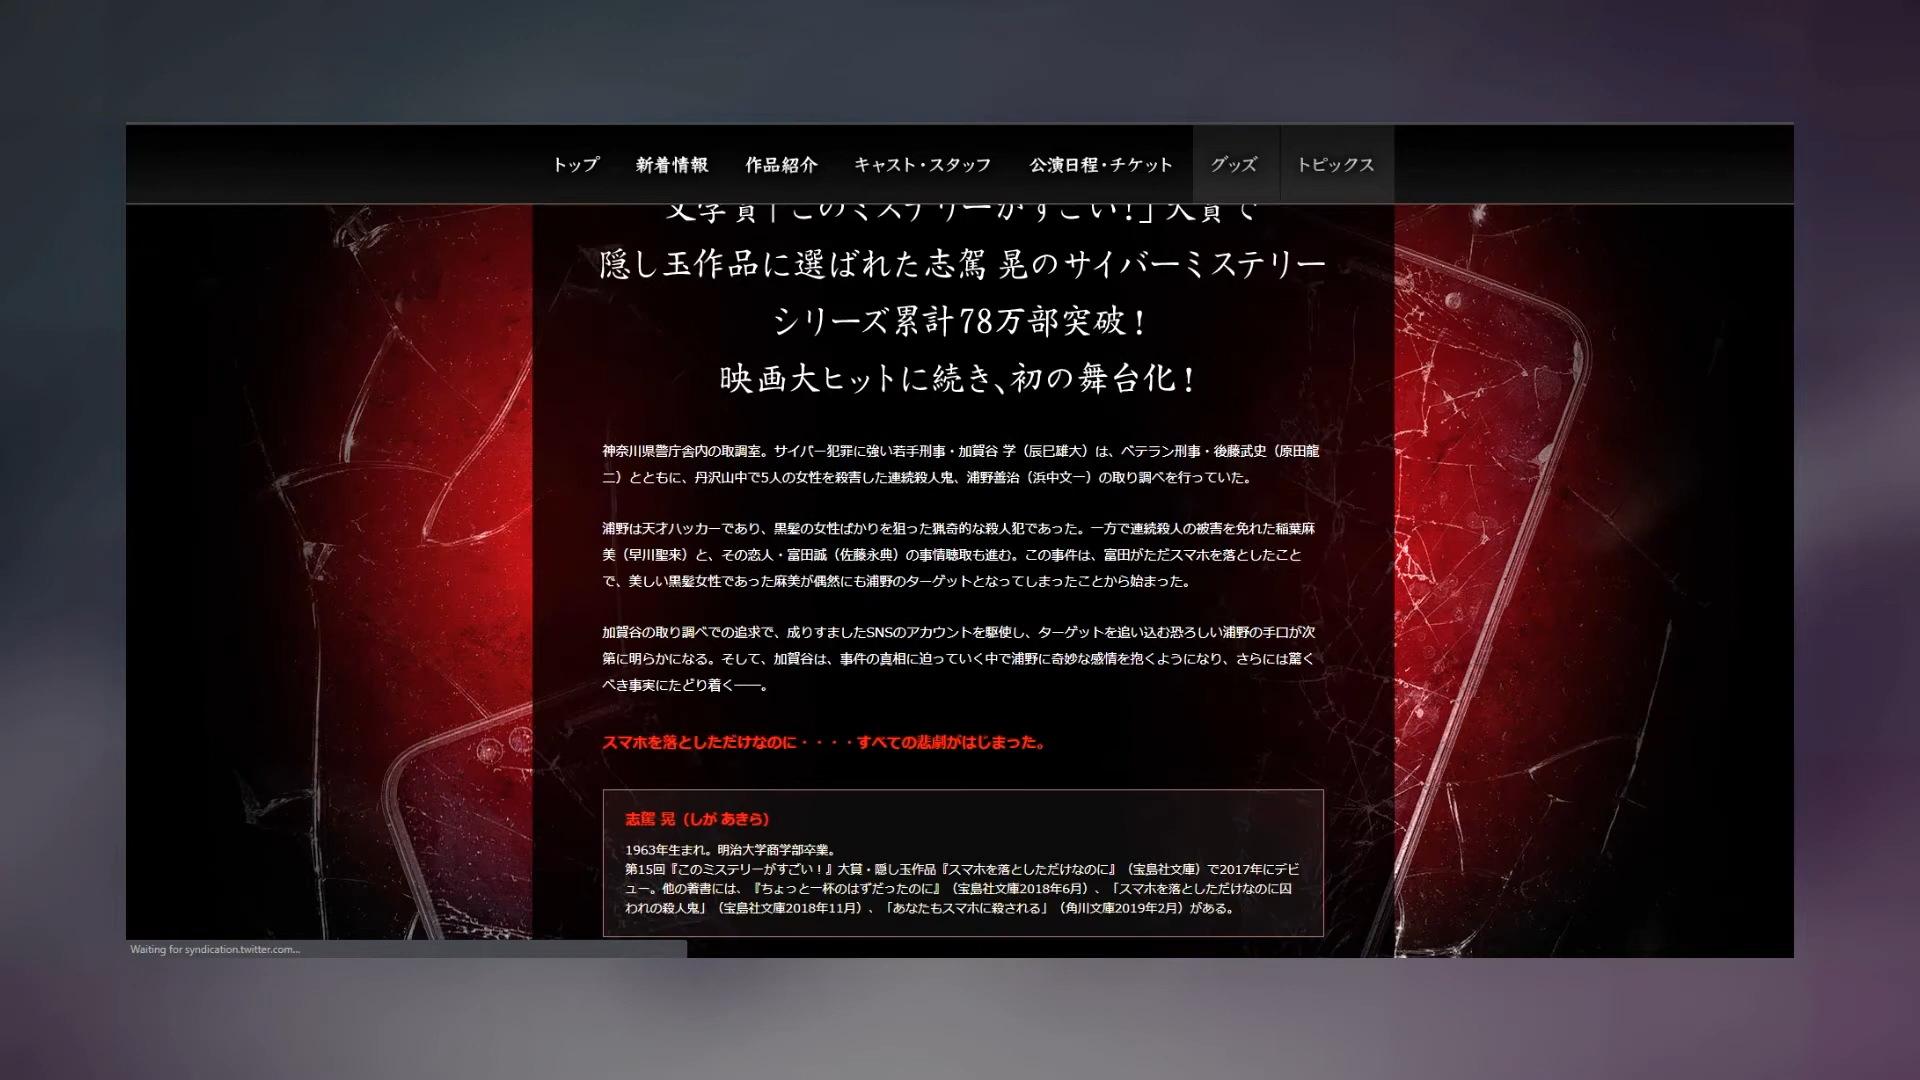 トップ
新着情報
作品紹介
キャスト・スタッフ
公演日程・チケット
グッズ
トピックス
文学賞「このミステリーがすごい!」大賞で
隠し玉作品に選ばれた志駕 晃のサイバーミステリー
シリーズ累計78万部突破!
映画大ヒットに続き、初の舞台化!
神奈川県警庁舎内の取調室。サイバー犯罪に強い若手刑事・加賀谷 学（辰巳雄大）は、ベテラン刑事・後藤武史（原田龍
二）とともに、丹沢山中で5人の女性を殺害した連続殺人鬼、浦野善治（浜中文一）の取り調べを行っていた。
浦野は天才ハッカーであり、黒髪の女性ばかりを狙った猟奇的な殺人犯であった。一方で連続殺人の被害を免れた稲葉麻
美（早川聖来）と、その恋人・富田誠（佐藤永典）の事情聴取も進む。この事件は、富田がただスマホを落としたこと
で、美しい黒髪女性であった麻美が偶然にも浦野のターゲットとなってしまったことから始まった。
加賀谷の取り調べでの追求で、成りすましたSNSのアカウントを駆使し、ターゲットを追い込む恐ろしい浦野の手口が次
第に明らかになる。そして、加賀谷は、事件の真相に迫っていく中で浦野に奇妙な感情を抱くようになり、さらには驚く
べき事実にたどり着く――。
スマホを落としただけなのに・・・・すべての悲劇がはじまった。
志駕 晃（しが あきら）
1963年生まれ。明治大学商学部卒業。
第15回『このミステリーがすごい！』大賞・隠し玉作品『スマホを落としただけなのに』（宝島社文庫）で2017年にデビ
ュー。他の著書には、『ちょっと一杯のはずだったのに』（宝島社文庫2018年6月）、「スマホを落としただけなのに囚
われの殺人鬼」（宝島社文庫2018年11月）、「あなたもスマホに殺される」（角川文庫2019年2月）がある。
Waiting for syndication.twitter.com...